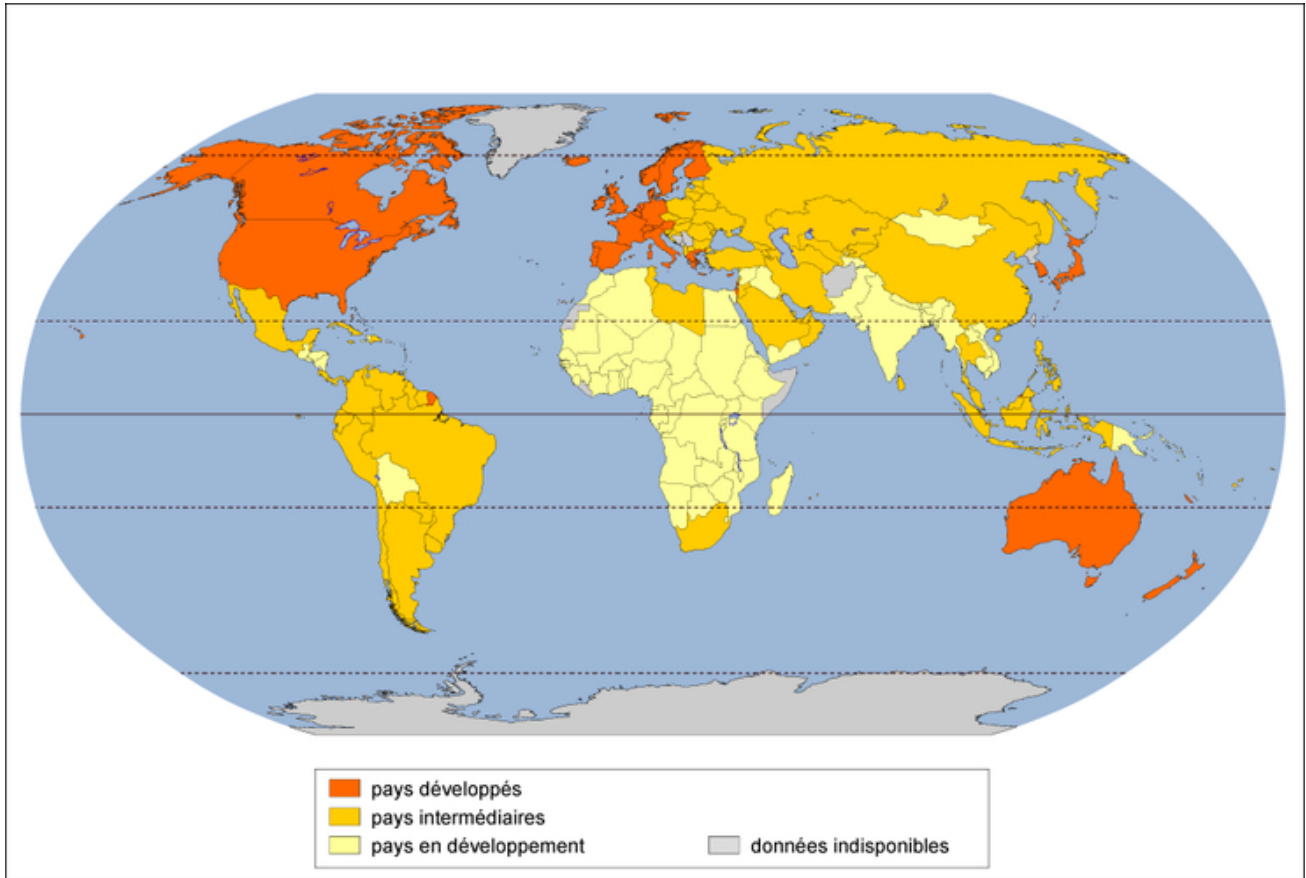 pays développés
pays intermédiaires
pays en développement
données indisponibles